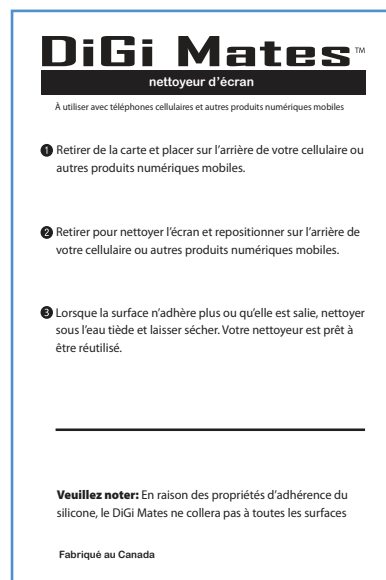 DiGi Mates™
nettoyeur d'écran
À utiliser avec téléphones cellulaires et autres produits numériques mobiles
1 Retirer de la carte et placer sur l'arrière de votre cellulaire ou
autres produits numériques mobiles.
2 Retirer pour nettoyer l'écran et repositionner sur l'arrière de
votre cellulaire ou autres produits numériques mobiles.
3 Lorsque la surface n'adhère plus ou qu'elle est salie, nettoyer
sous l'eau tiède et laisser sécher. Votre nettoyeur est prêt à
être réutilisé.
Veuillez noter: En raison des propriétés d'adhérence du
silicone, le DiGi Mates ne collera pas à toutes les surfaces
Fabriqué au Canada